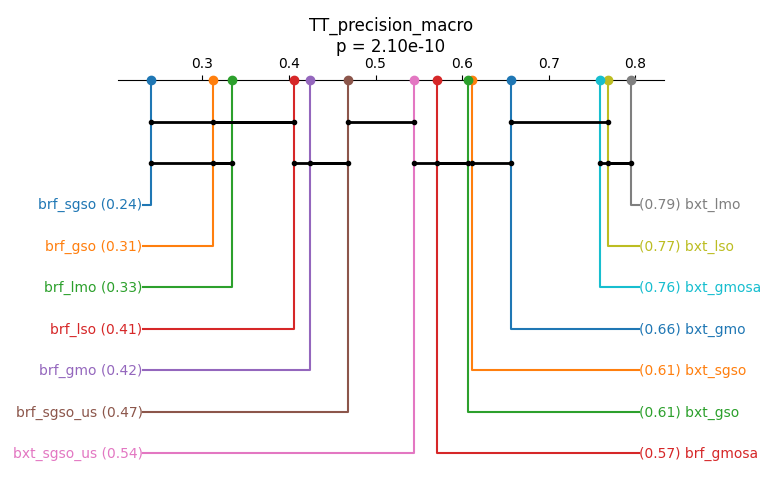 TT_precision_macro
p = 2.10e-10
0.3 0.4 0.5 0.6 0.7 0.8
brf_sgso (0.24) (0.79) bxt_lmo
brf_gso (0.31) (0.77) bxt_lso
brf_lmo (0.33) (0.76) bxt_gmosa
brf_lso (0.41) (0.66) bxt_gmo
brf_gmo (0.42) (0.61) bxt_sgso
brf_sgso_us (0.47) (0.61) bxt_gso
bxt_sgso_us (0.54) (0.57) brf_gmosa